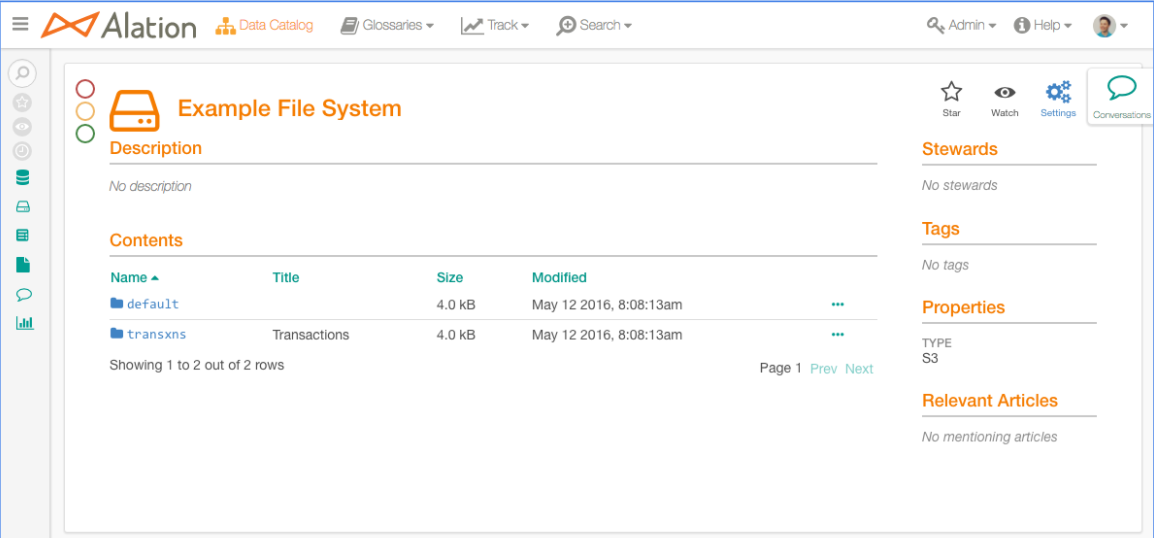 Alation Data Catalog Glossaries Track Search Admin Help
Example File System
Star Watch Settings Conversations
Description
No description
Contents
Name Title Size Modified
default 4.0 kB May 12 2016, 8:08:13am
transxns Transactions 4.0 kB May 12 2016, 8:08:13am
Showing 1 to 2 out of 2 rows
Page 1 Prev Next
Stewards
No stewards
Tags
No tags
Properties
TYPE
S3
Relevant Articles
No mentioning articles